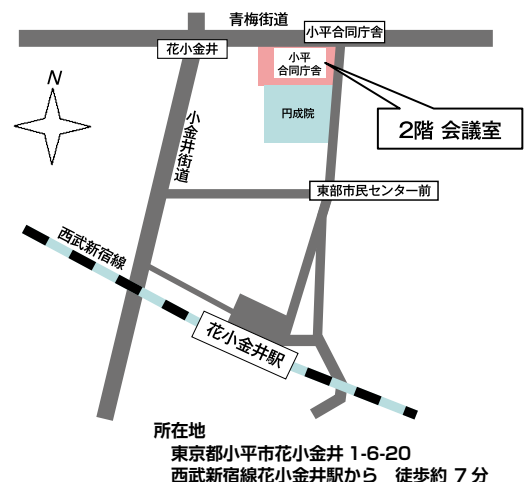 青梅街道
小平合同庁舎
花小金井
小平
合同庁舎
N
円成院
2階 会議室
小金井街道
東部市民センター前
西武新宿線
花小金井駅
所在地
東京都小平市花小金井 1-6-20
西武新宿線花小金井駅から 徒歩約 7 分